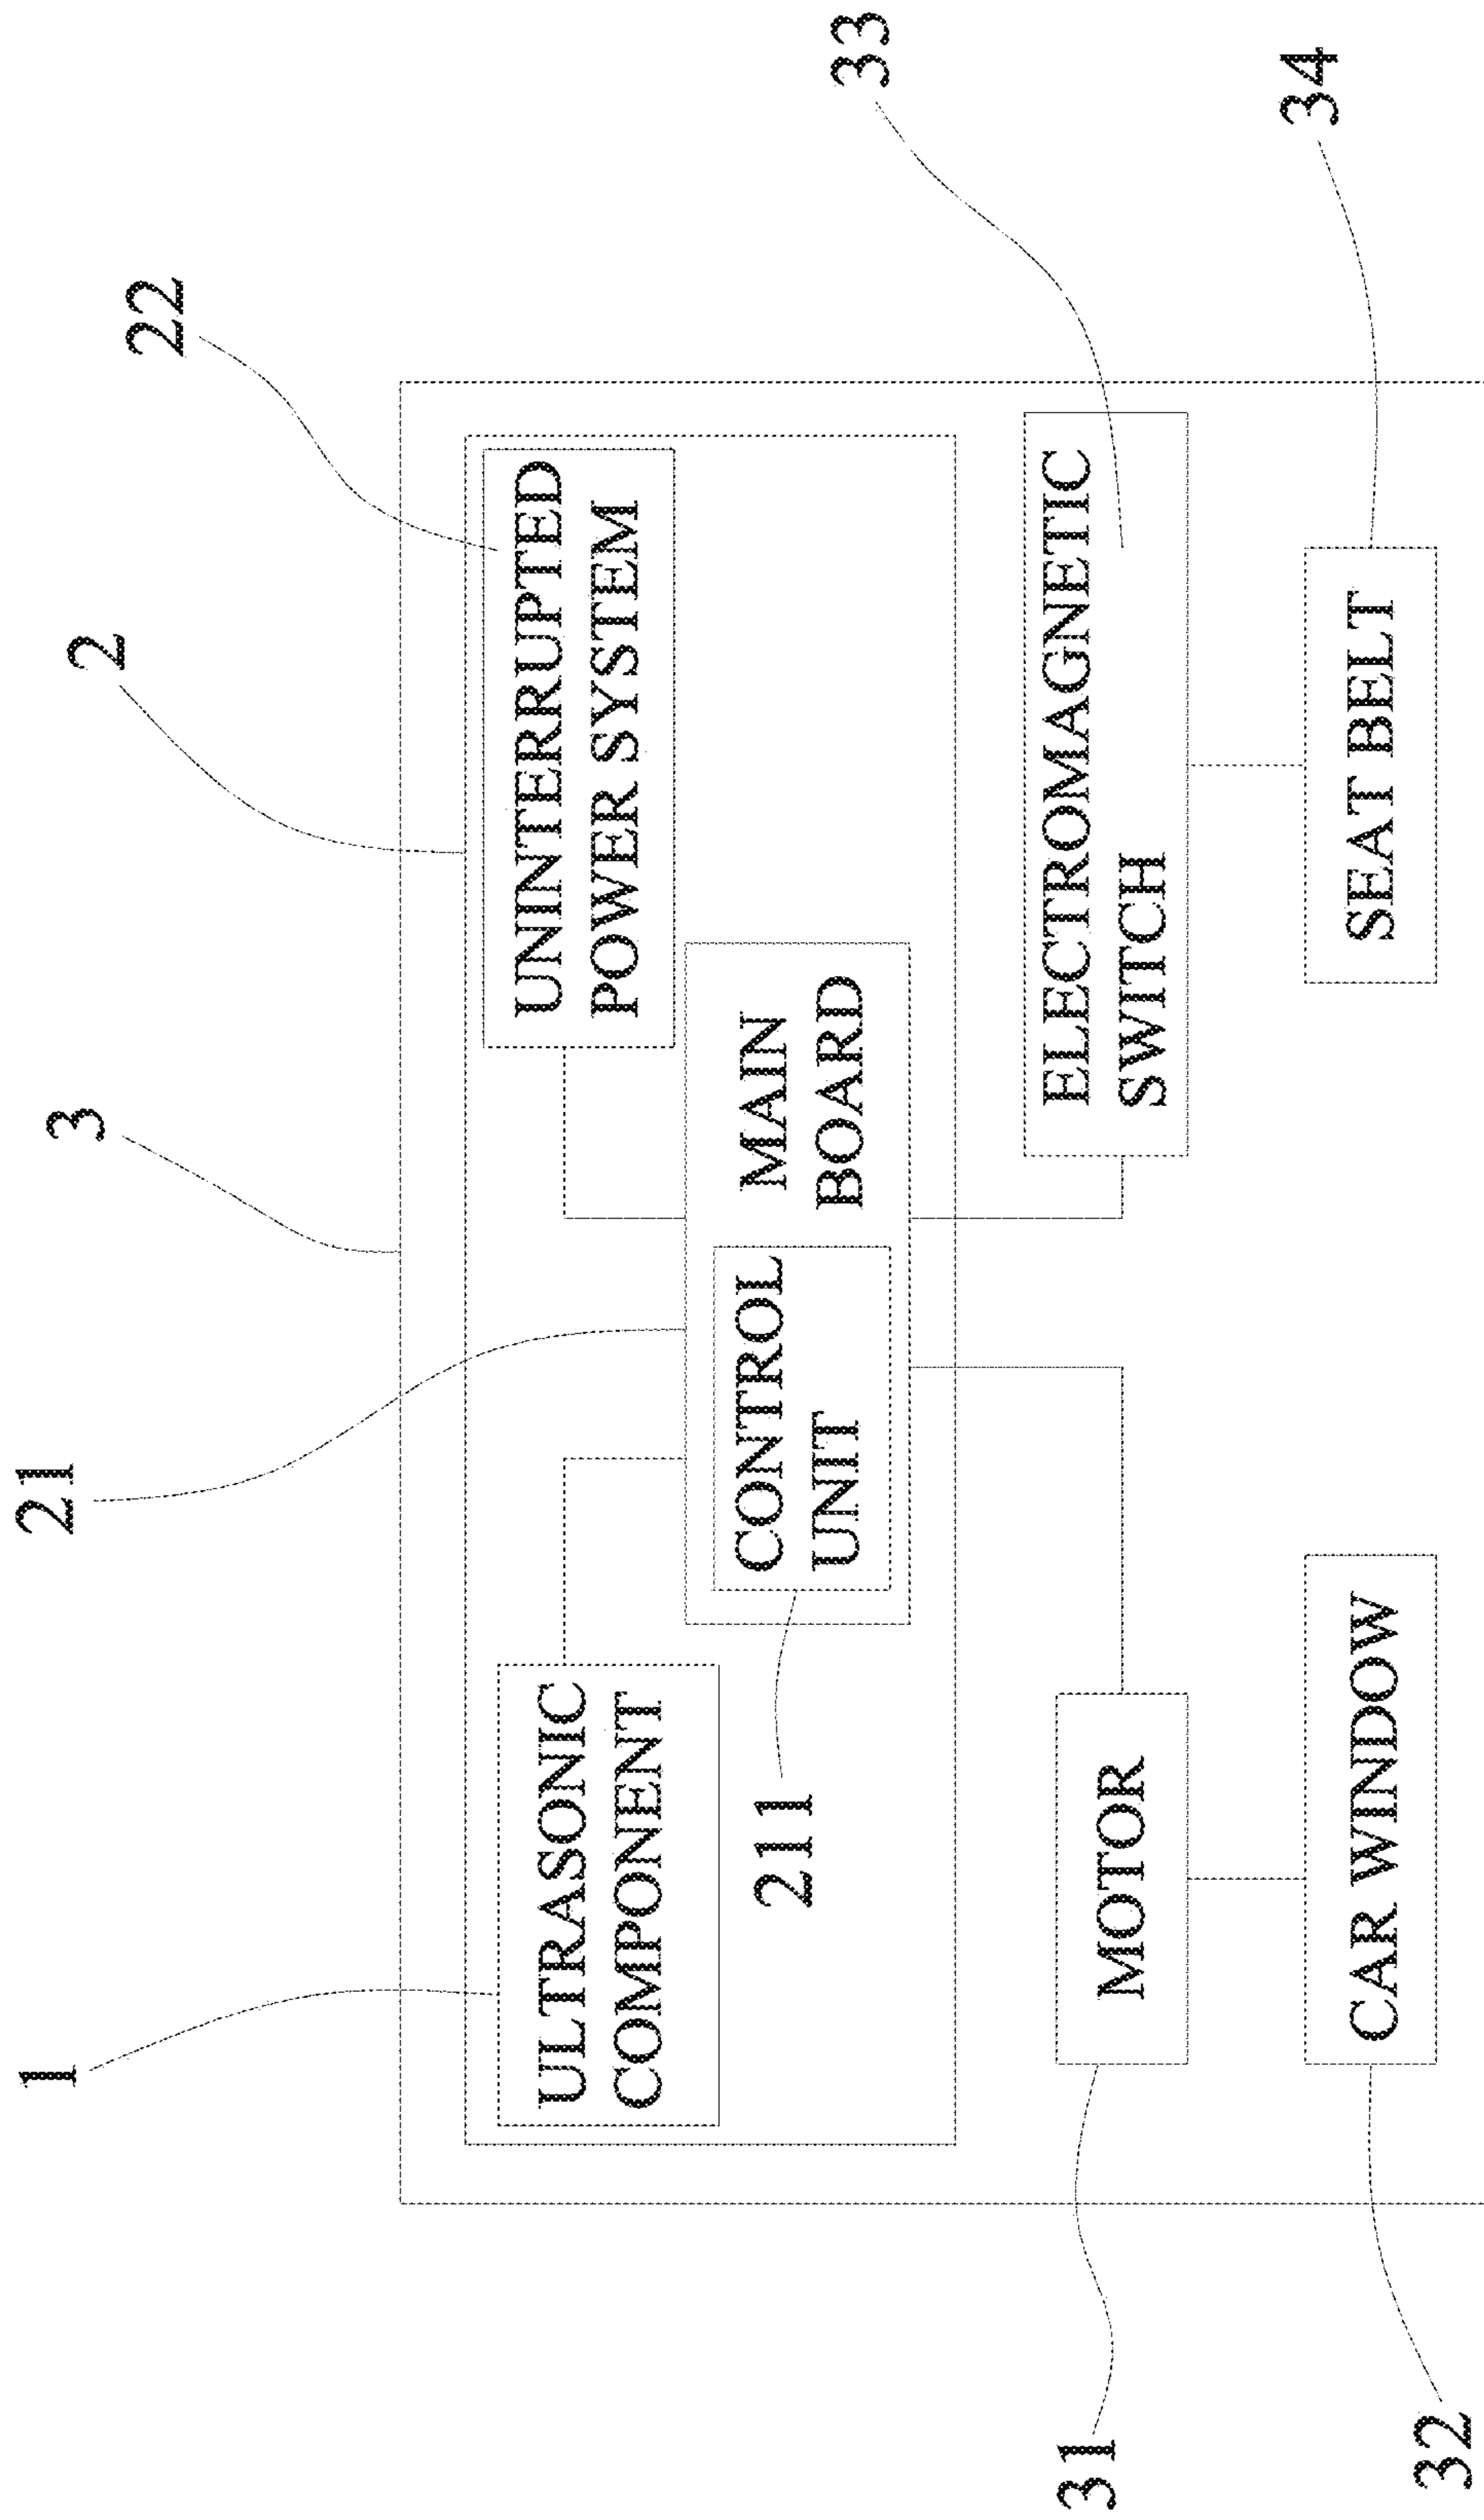 1
21
3
2
22
ULTRASONIC
COMPONENT
UNINTERRUPTED
POWER SYSTEM
211
CONTROL
UNIT
MAIN
BOARD
33
31
MOTOR
ELECTROMAGNETIC
SWITCH
34
32
CAR WINDOW
SEAT BELT